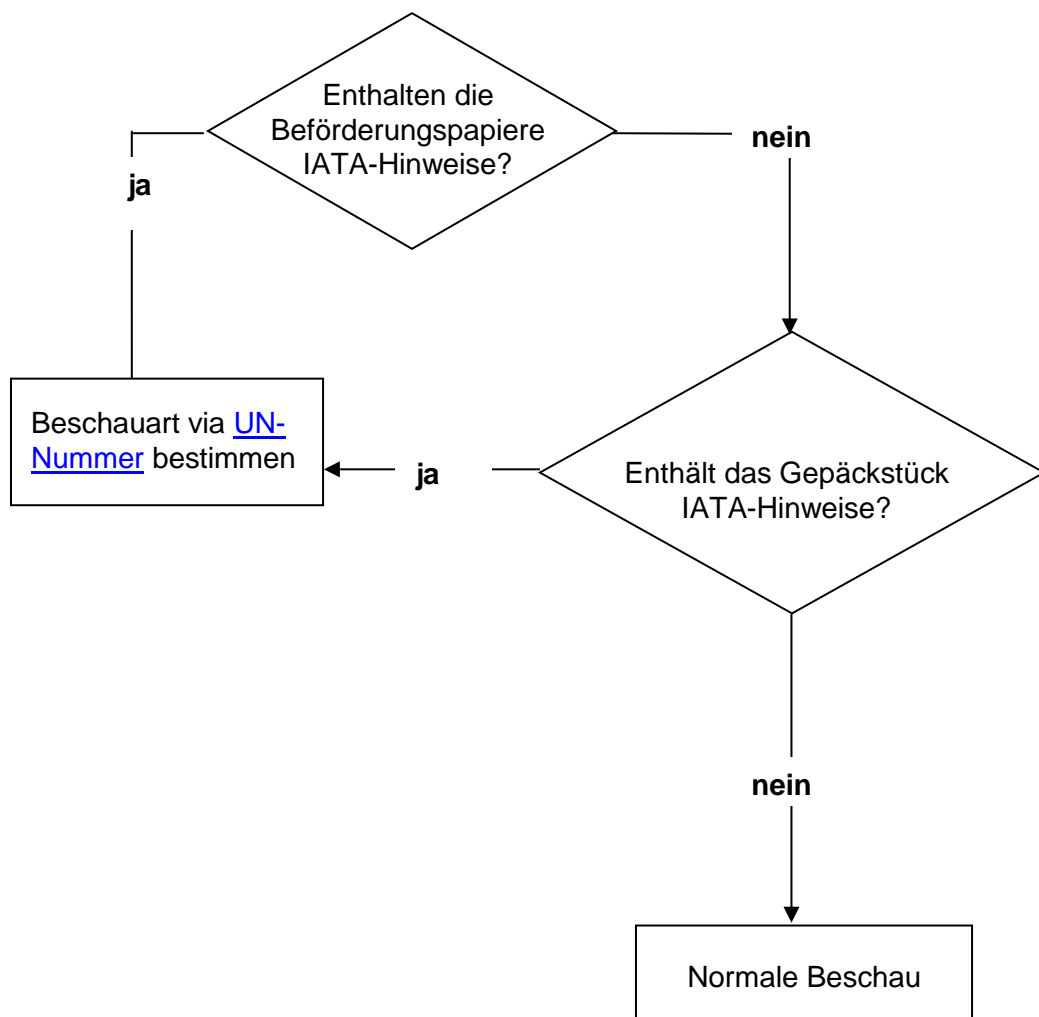 Enthalten die
Beförderungspapiere
IATA-Hinweise?
nein
ja
Beschauart via UN-
Nummer bestimmen
ja
Enthält das Gepäckstück
IATA-Hinweise?
nein
Normale Beschau